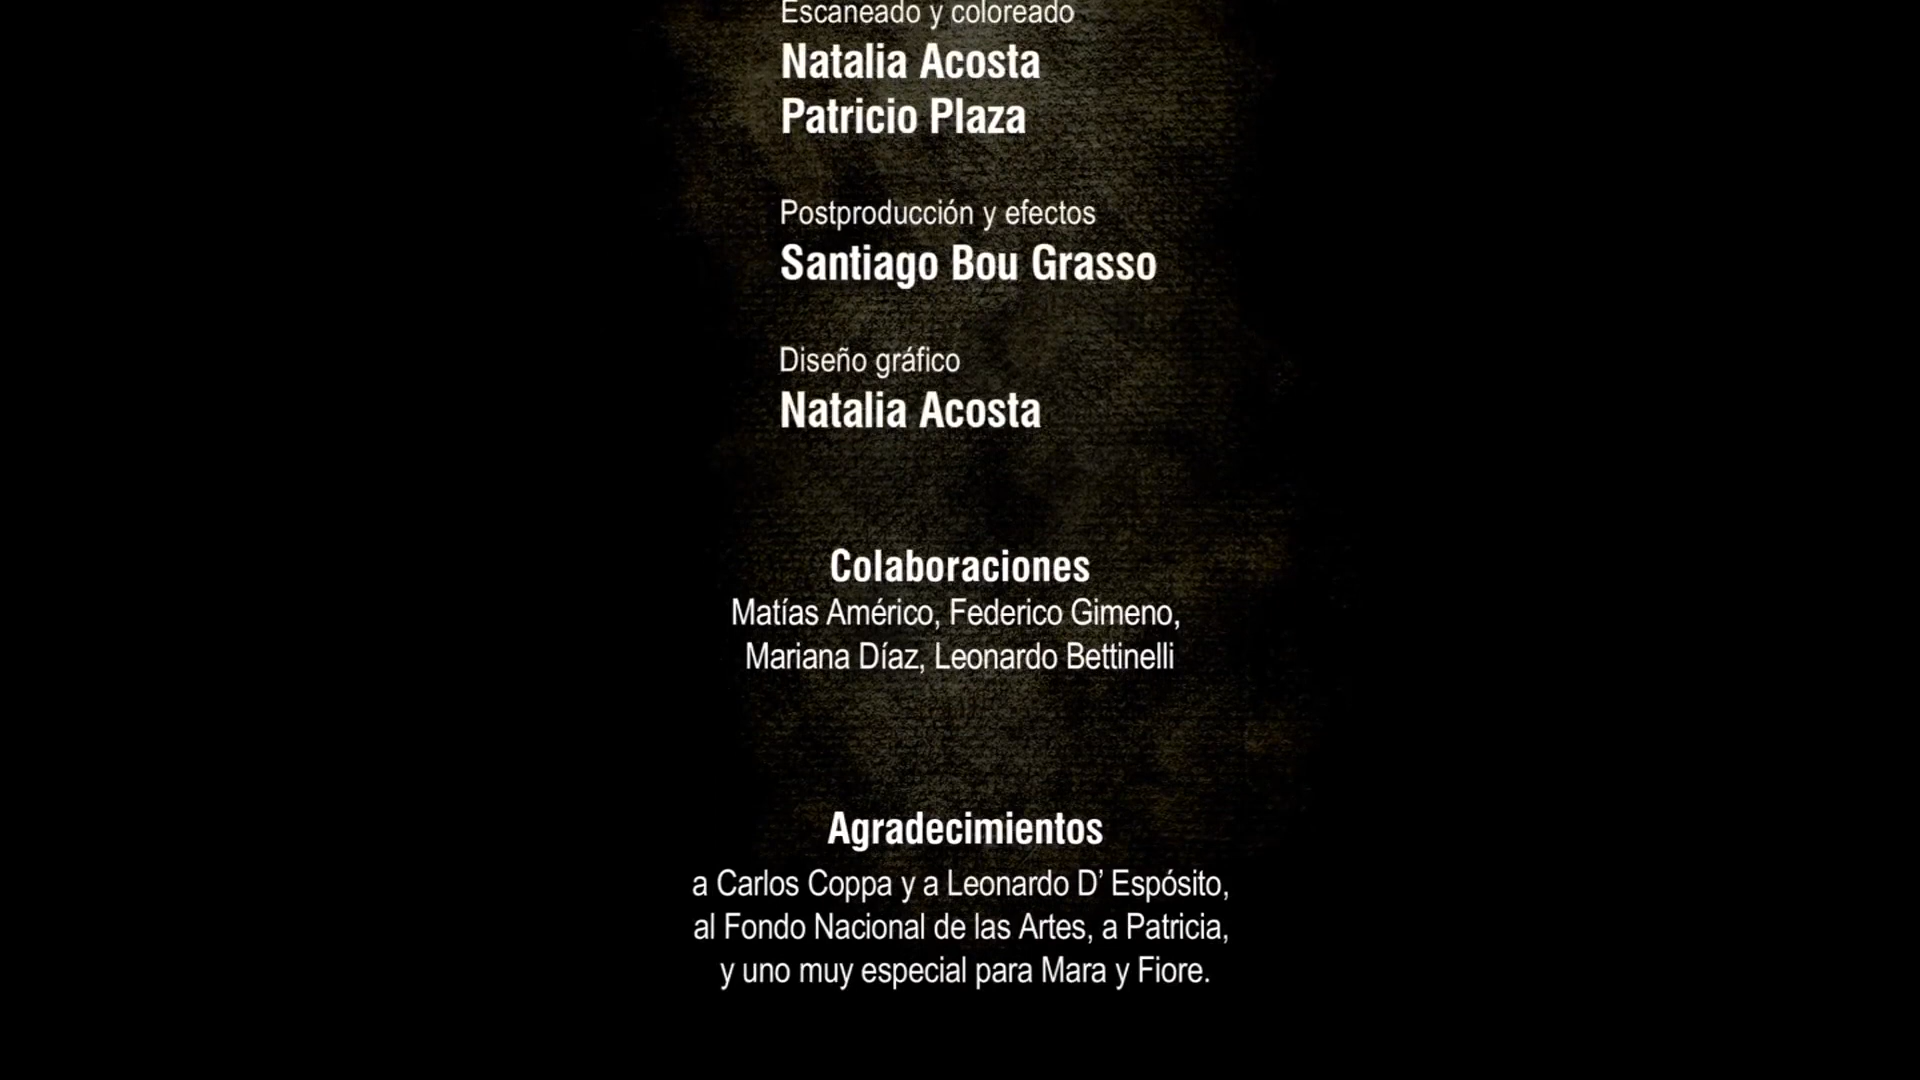 Escaneado y coloreado
Natalia Acosta
Patricio Plaza
Postproducción y efectos
Santiago Bou Grasso
Diseño gráfico
Natalia Acosta
Colaboraciones
Matías Américo, Federico Gimeno,
Mariana Díaz, Leonardo Bettinelli
Agradecimientos
a Carlos Coppa y a Leonardo D’ Espósito,
al Fondo Nacional de las Artes, a Patricia,
y uno muy especial para Mara y Fiore.